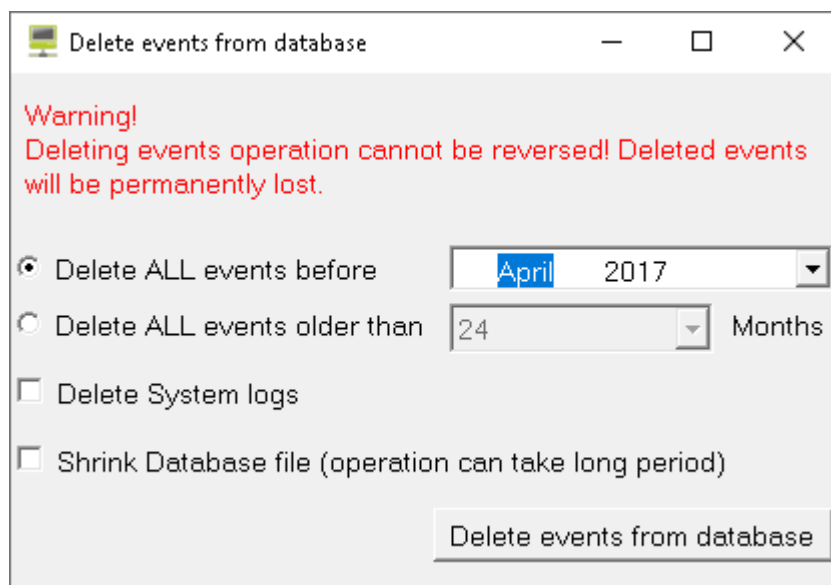 Delete events from database
Warning!
Deleting events operation cannot be reversed! Deleted events
will be permanently lost.
Delete ALL events before April 2017
Delete ALL events older than 24 Months
Delete System logs
Shrink Database file (operation can take long period)
Delete events from database